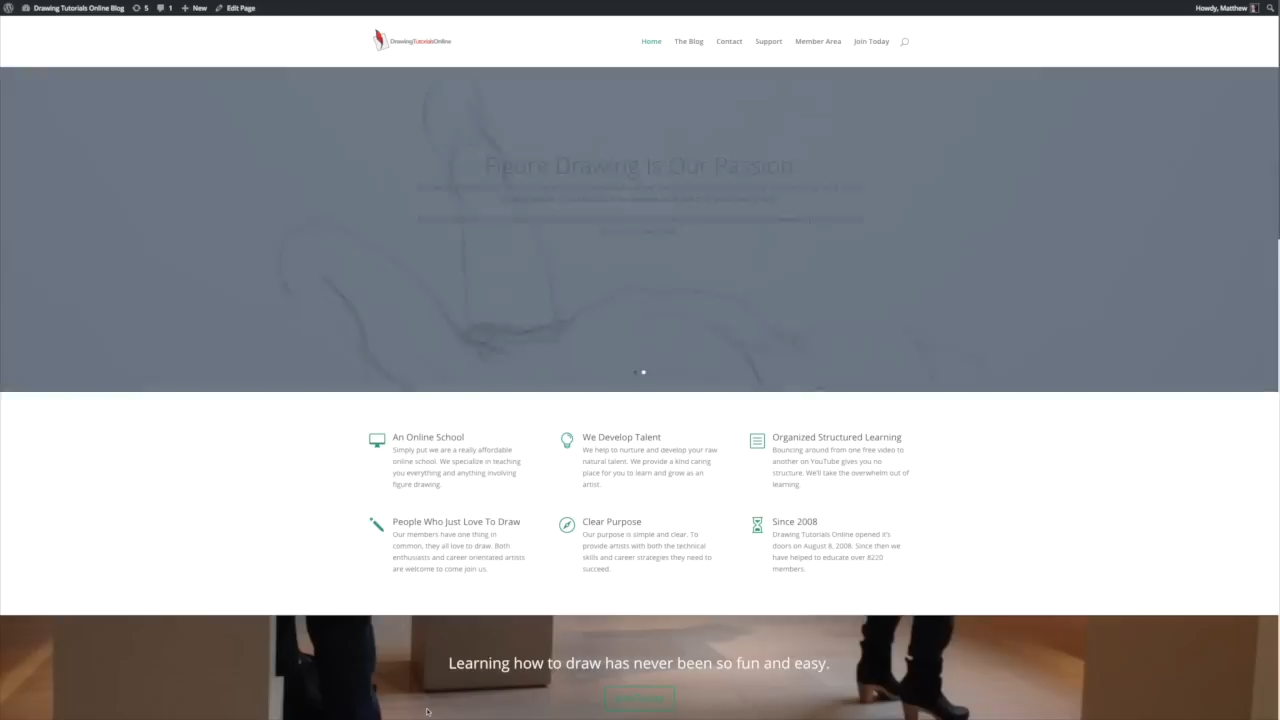 Drawing Tutorials Online Blog 5 1 New Edit Page Howdy, Matthew
DrawingTutorialsOnline
Home The Blog Contact Support Member Area Join Today
Figure Drawing Is Our Passion
An Online School
Simply put we are a really affordable
online school. We specialize in teaching
you everything and anything involving
figure drawing.
We Develop Talent
We help to nurture and develop your raw
natural talent. We provide a kind caring
place for you to learn and grow as an
artist.
Organized Structured Learning
Bouncing around from one free video to
another on YouTube gives you no
structure. We'll take the overwhelm out of
learning.
People Who Just Love To Draw
Our members have one thing in
common, they all love to draw. Both
enthusiasts and career orientated artists
are welcome to come join us.
Clear Purpose
Our purpose is simple and clear. To
provide artists with both the technical
skills and career strategies they need to
succeed.
Since 2008
Drawing Tutorials Online opened it's
doors on August 8, 2008. Since then we
have helped to educate over 8220
members.
Learning how to draw has never been so fun and easy.